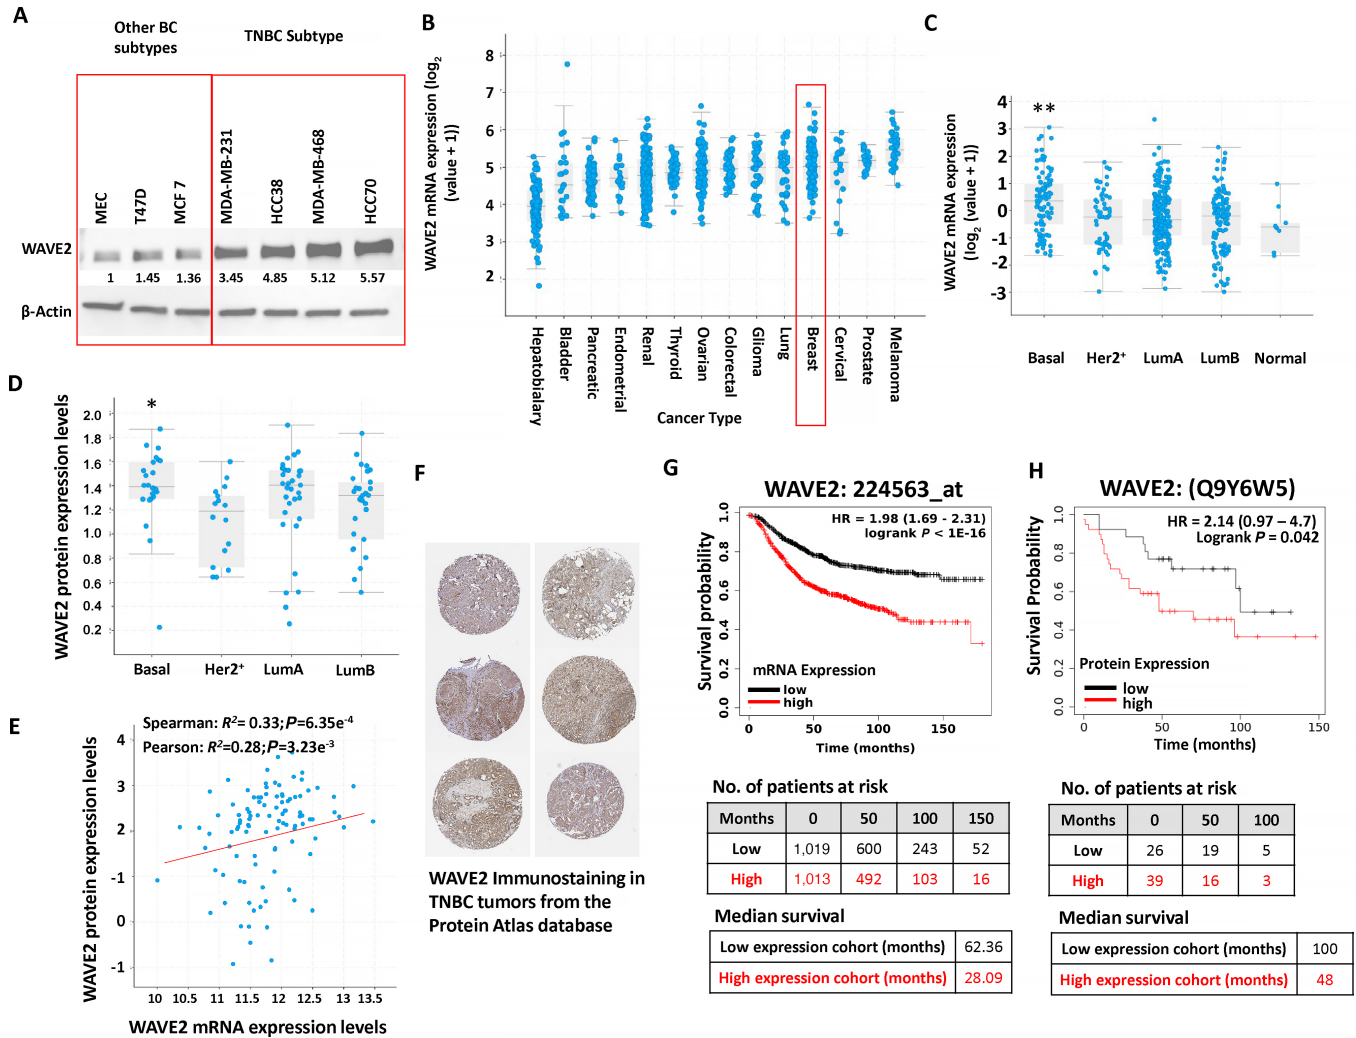 A
Other BC
subtypes
TNBC Subtype
MEC
T47D
MCF 7
MDA-MB-231
HCC38
MDA-MB-468
HCC70
WAVE2
1
1.45
1.36
3.45
4.85
5.12
5.57
β-Actin
B
WAVE2 mRNA expression (log2
(value + 1))
8
7
6
5
4
3
2
Hepatobialary
Bladder
Pancreatic
Endometrial
Renal
Thyroid
Ovarian
Colorectal
Glioma
Lung
Breast
Cervical
Prostate
Melanoma
Cancer Type
C
WAVE2 mRNA expression
(log2 (value + 1))
4
3
2
1
0
-1
-2
-3
**
Basal
Her2+
LumA
LumB
Normal
D
WAVE2 protein expression levels
2.0
1.8
1.6
1.4
1.2
1.0
0.8
0.6
0.4
0.2
*
Basal
Her2+
LumA
LumB
E
Spearman: R2= 0.33;P=6.35e-4
Pearson: R2=0.28;P=3.23e-3
WAVE2 protein expression levels
4
3
2
-1
0
-1
10
10.5
11
11.5
12
12.5
13
13.5
WAVE2 mRNA expression levels
F
WAVE2 Immunostaining in
TNBC tumors from the
Protein Atlas database
G
WAVE2: 224563_at
HR = 1.98 (1.69 - 2.31)
logrank P < 1E-16
Survival probability
1.0
0.8
0.6
0.4
0.2
0.0
mRNA Expression
low
high
0
50
100
150
Time (months)
No. of patients at risk
Months 0 50 100 150
Low 1,019 600 243 52
High 1,013 492 103 16
Median survival
Low expression cohort (months) 62.36
High expression cohort (months) 28.09
H
WAVE2: (Q9Y6W5)
HR = 2.14 (0.97 – 4.7)
Logrank P = 0.042
Survival Probability
1.0
0.8
0.6
0.4
0.2
0.0
Protein Expression
low
high
0
50
100
150
Time (months)
No. of patients at risk
Months 0 50 100
Low 26 19 5
High 39 16 3
Median survival
Low expression cohort (months) 100
High expression cohort (months) 48